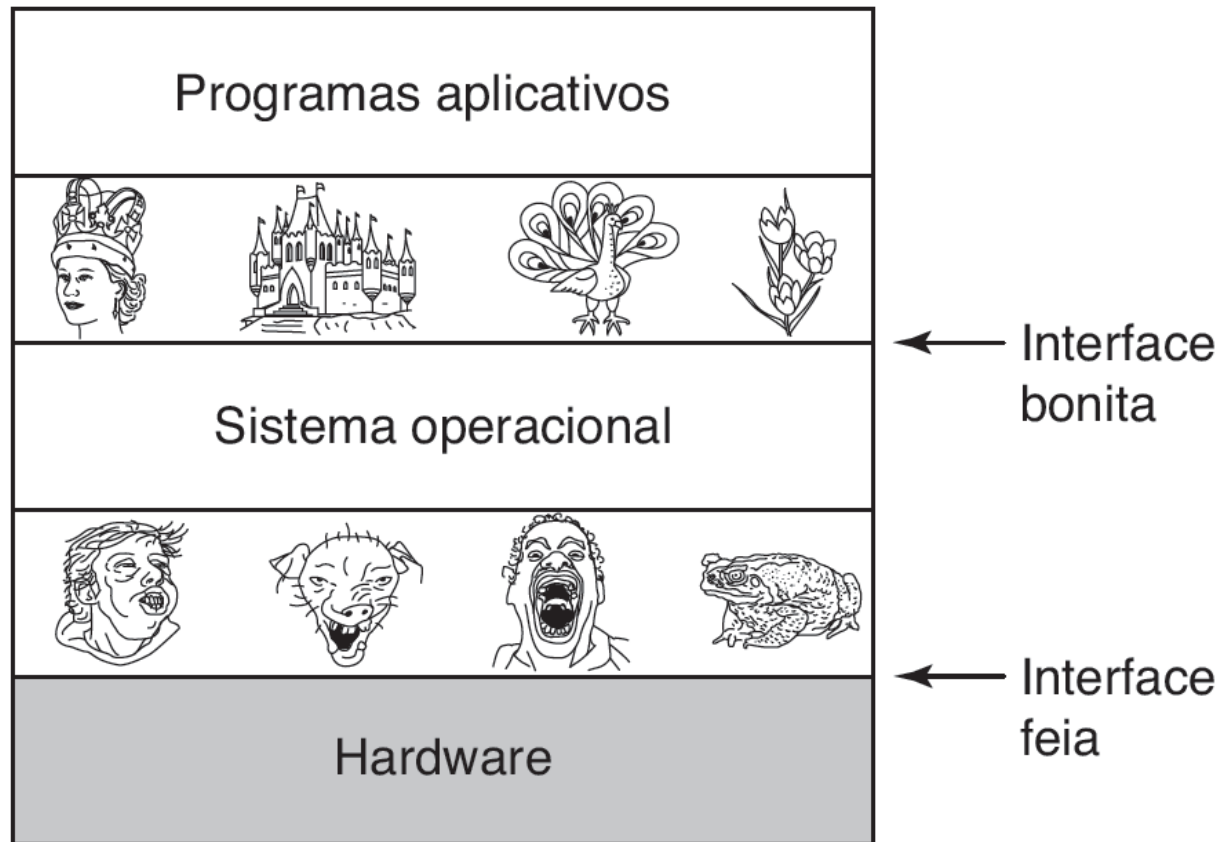 Programas aplicativos
Interface
bonita
Sistema operacional
Interface
feia
Hardware